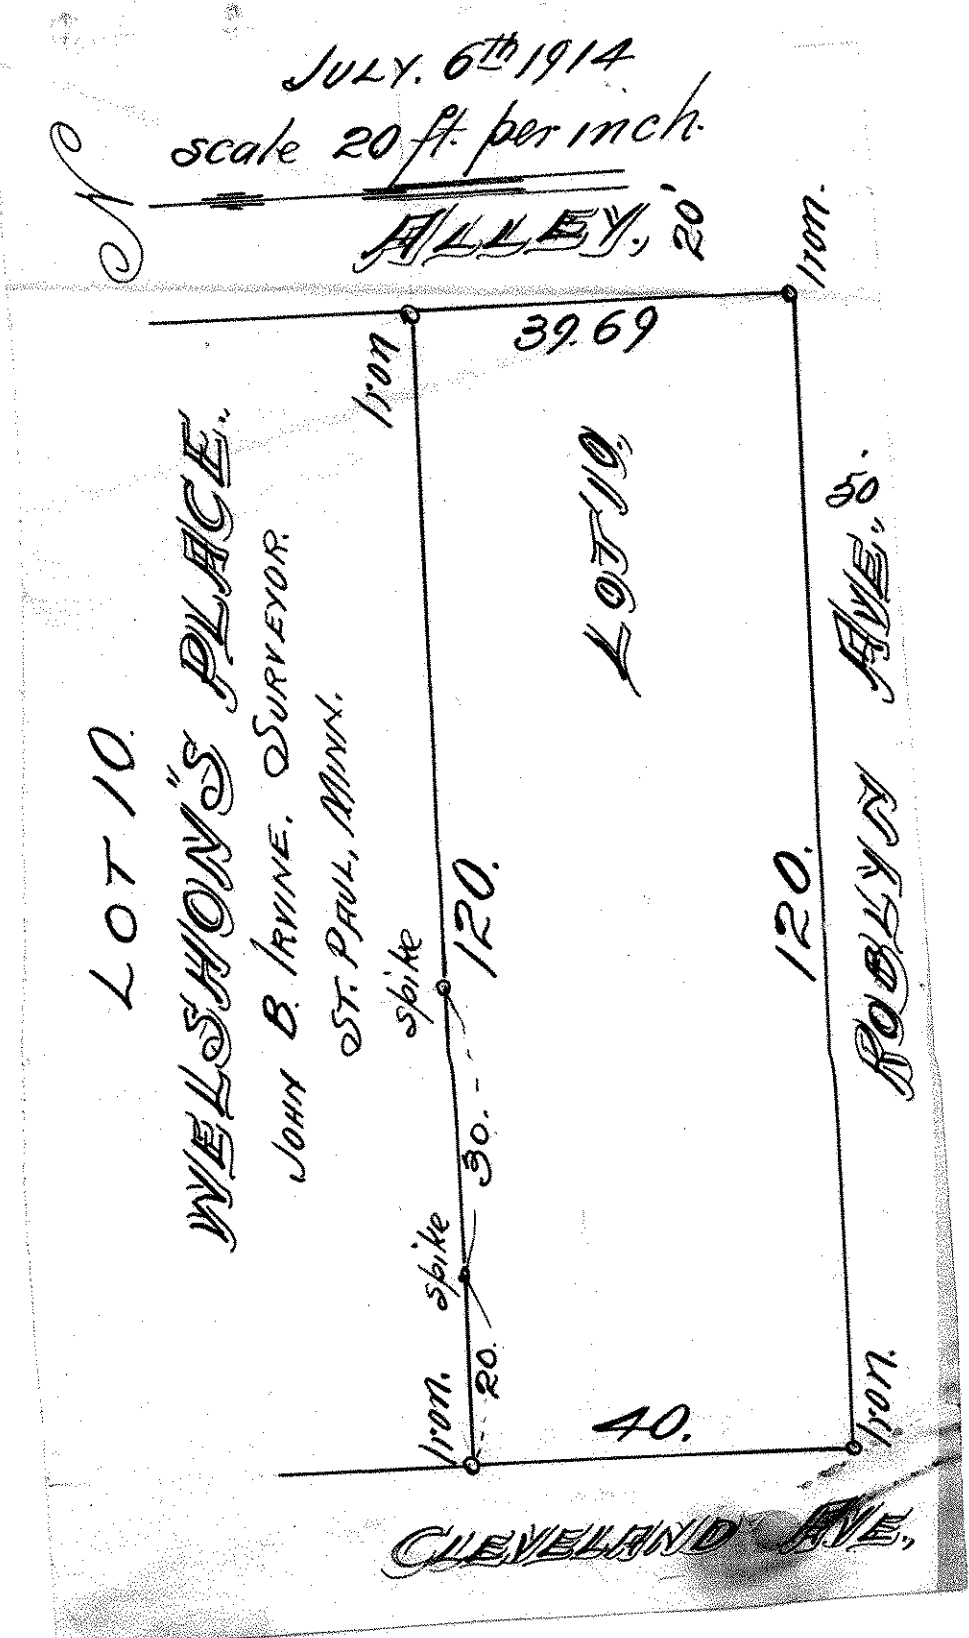 JULY. 6th 1914
scale 20 ft. per inch.
N
ALLEY, 20'
Iron.
Iron
39.69
LOT 10.
WELSHON'S PLACE.
JOHN B. IRVINE. SURVEYOR.
ST. PAUL, MINN.
LOT 110.
ROBLYN AVE. 50.
120.
120.
spike
30.
spike
20.
Iron.
40.
Iron.
CLEVELAND AVE.,